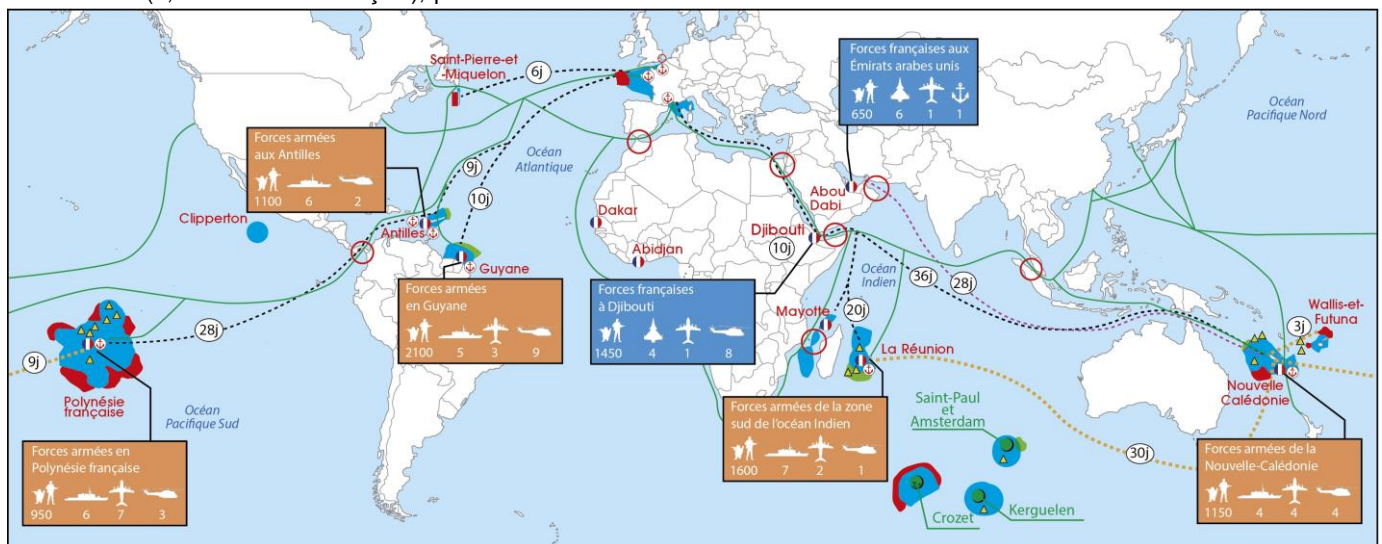 Saint-Pierre-et
-Miquelon
6j
Forces françaises aux
Émirats arabes unis
650 6 1 1
Océan
Pacifique Nord
Forces armées
aux Antilles
1100 6 2
Océan
Atlantique
9j
10j
Clipperton
Antilles
Guyane
Dakar
Abidjan
Abou
Dabi
Djibouti
10j
Forces armées
en Guyane
2100 5 3 9
Forces françaises
à Djibouti
1450 4 1 8
Océan
Indien
36j
28j
20j
Mayotte
La Réunion
Wallis-et-
Futuna
3j
28j
9j
Polynésie
française
Océan
Pacifique Sud
Nouvelle
Calédonie
Forces armées de la zone
sud de l'océan Indien
1600 7 2 1
Saint-Paul
et
Amsterdam
30j
Forces armées en
Polynésie française
950 6 7 3
Crozet
Kerguelen
Forces armées de la
Nouvelle-Calédonie
1150 4 4 4